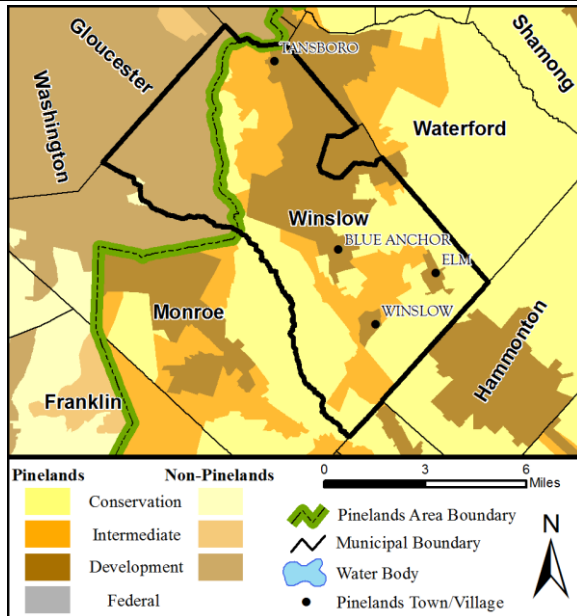 Gloucester
Shamong
TANSBORO
Washington
Waterford
Winslow
BLUE ANCHOR
ELM
Monroe
WINSLOW
Hammonton
Franklin
Pinelands Non-Pinelands
Conservation
Intermediate
Development
Federal
0 3 6
Miles
Pinelands Area Boundary
Municipal Boundary
Water Body
Pinelands Town/Village
N